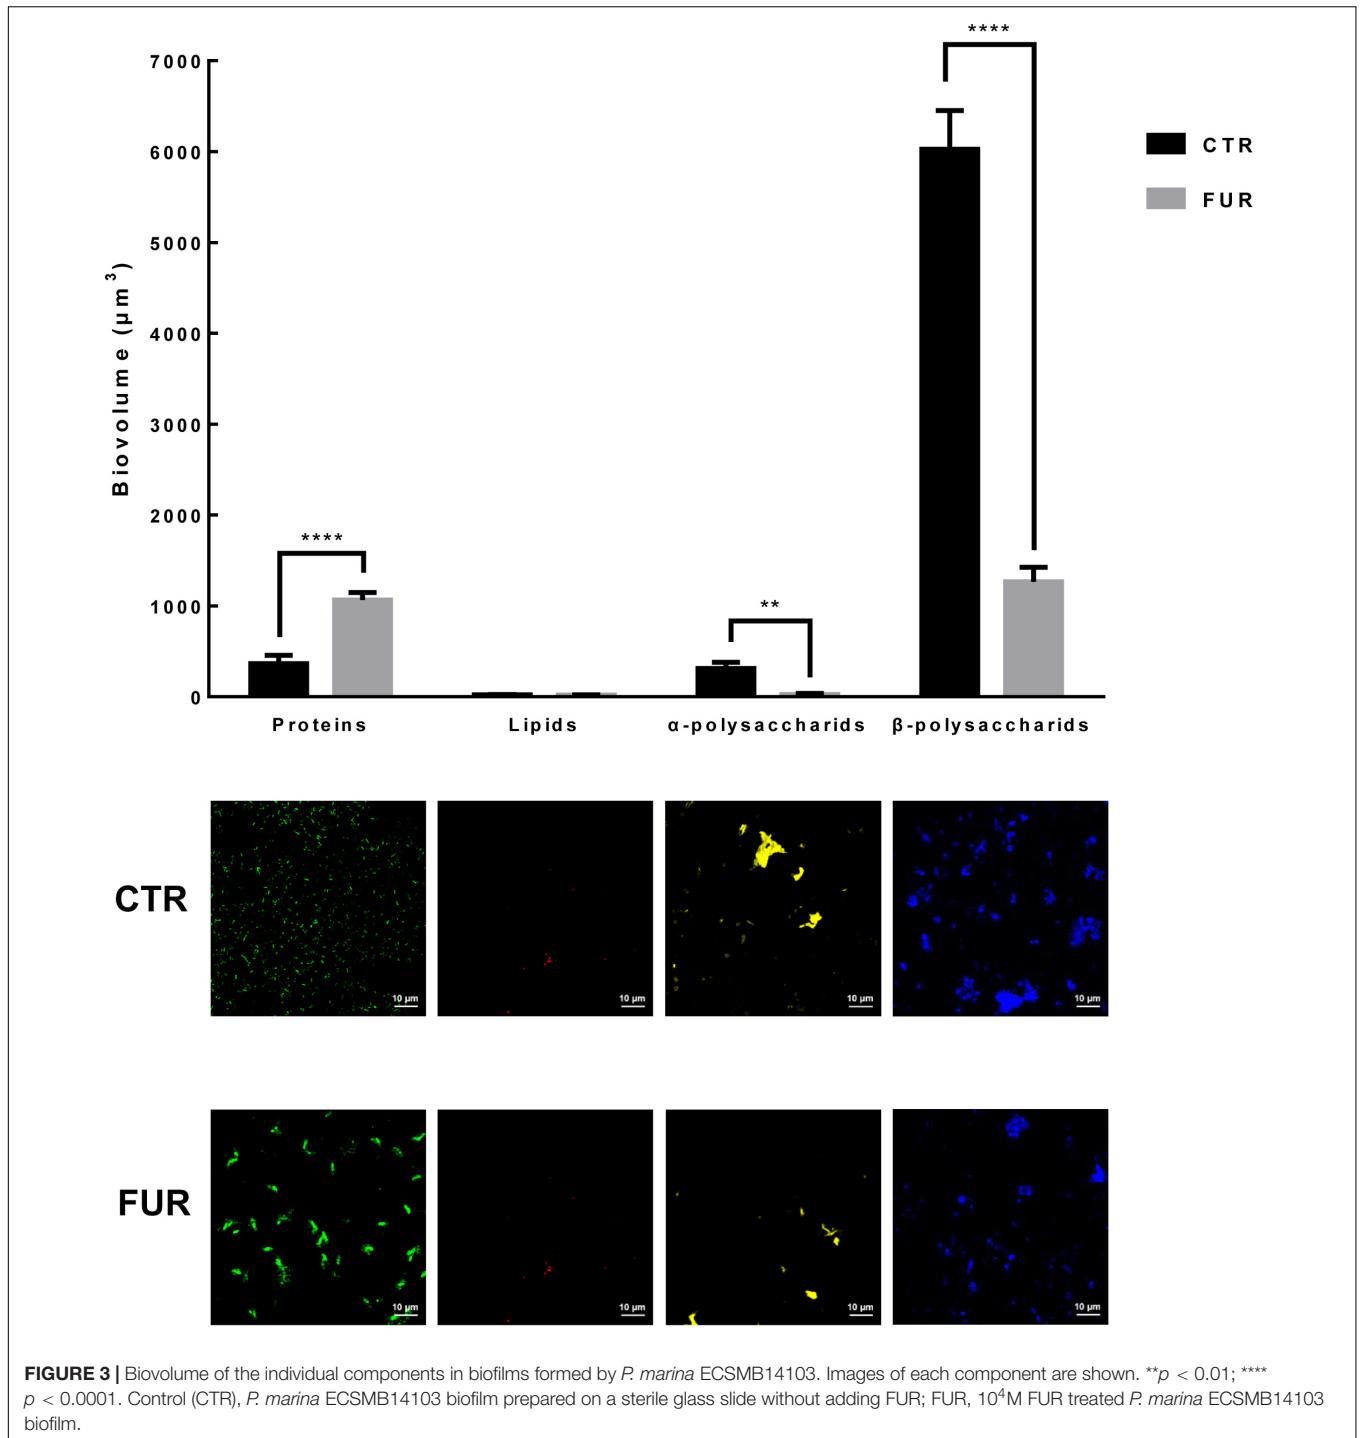 ****
7000
6000
5000
4000
3000
2000
1000
0
Biovolume (µm³)
CTR
FUR
****
**
Proteins
Lipids
α-polysaccharids
β-polysaccharids
CTR
10 µm
10 µm
10 µm
10 µm
FUR
10 µm
10 µm
10 µm
10 µm
FIGURE 3 | Biovolume of the individual components in biofilms formed by P. marina ECSMB14103. Images of each component are shown. **p < 0.01; ****
p < 0.0001. Control (CTR), P. marina ECSMB14103 biofilm prepared on a sterile glass slide without adding FUR; FUR, 10⁴M FUR treated P. marina ECSMB14103
biofilm.